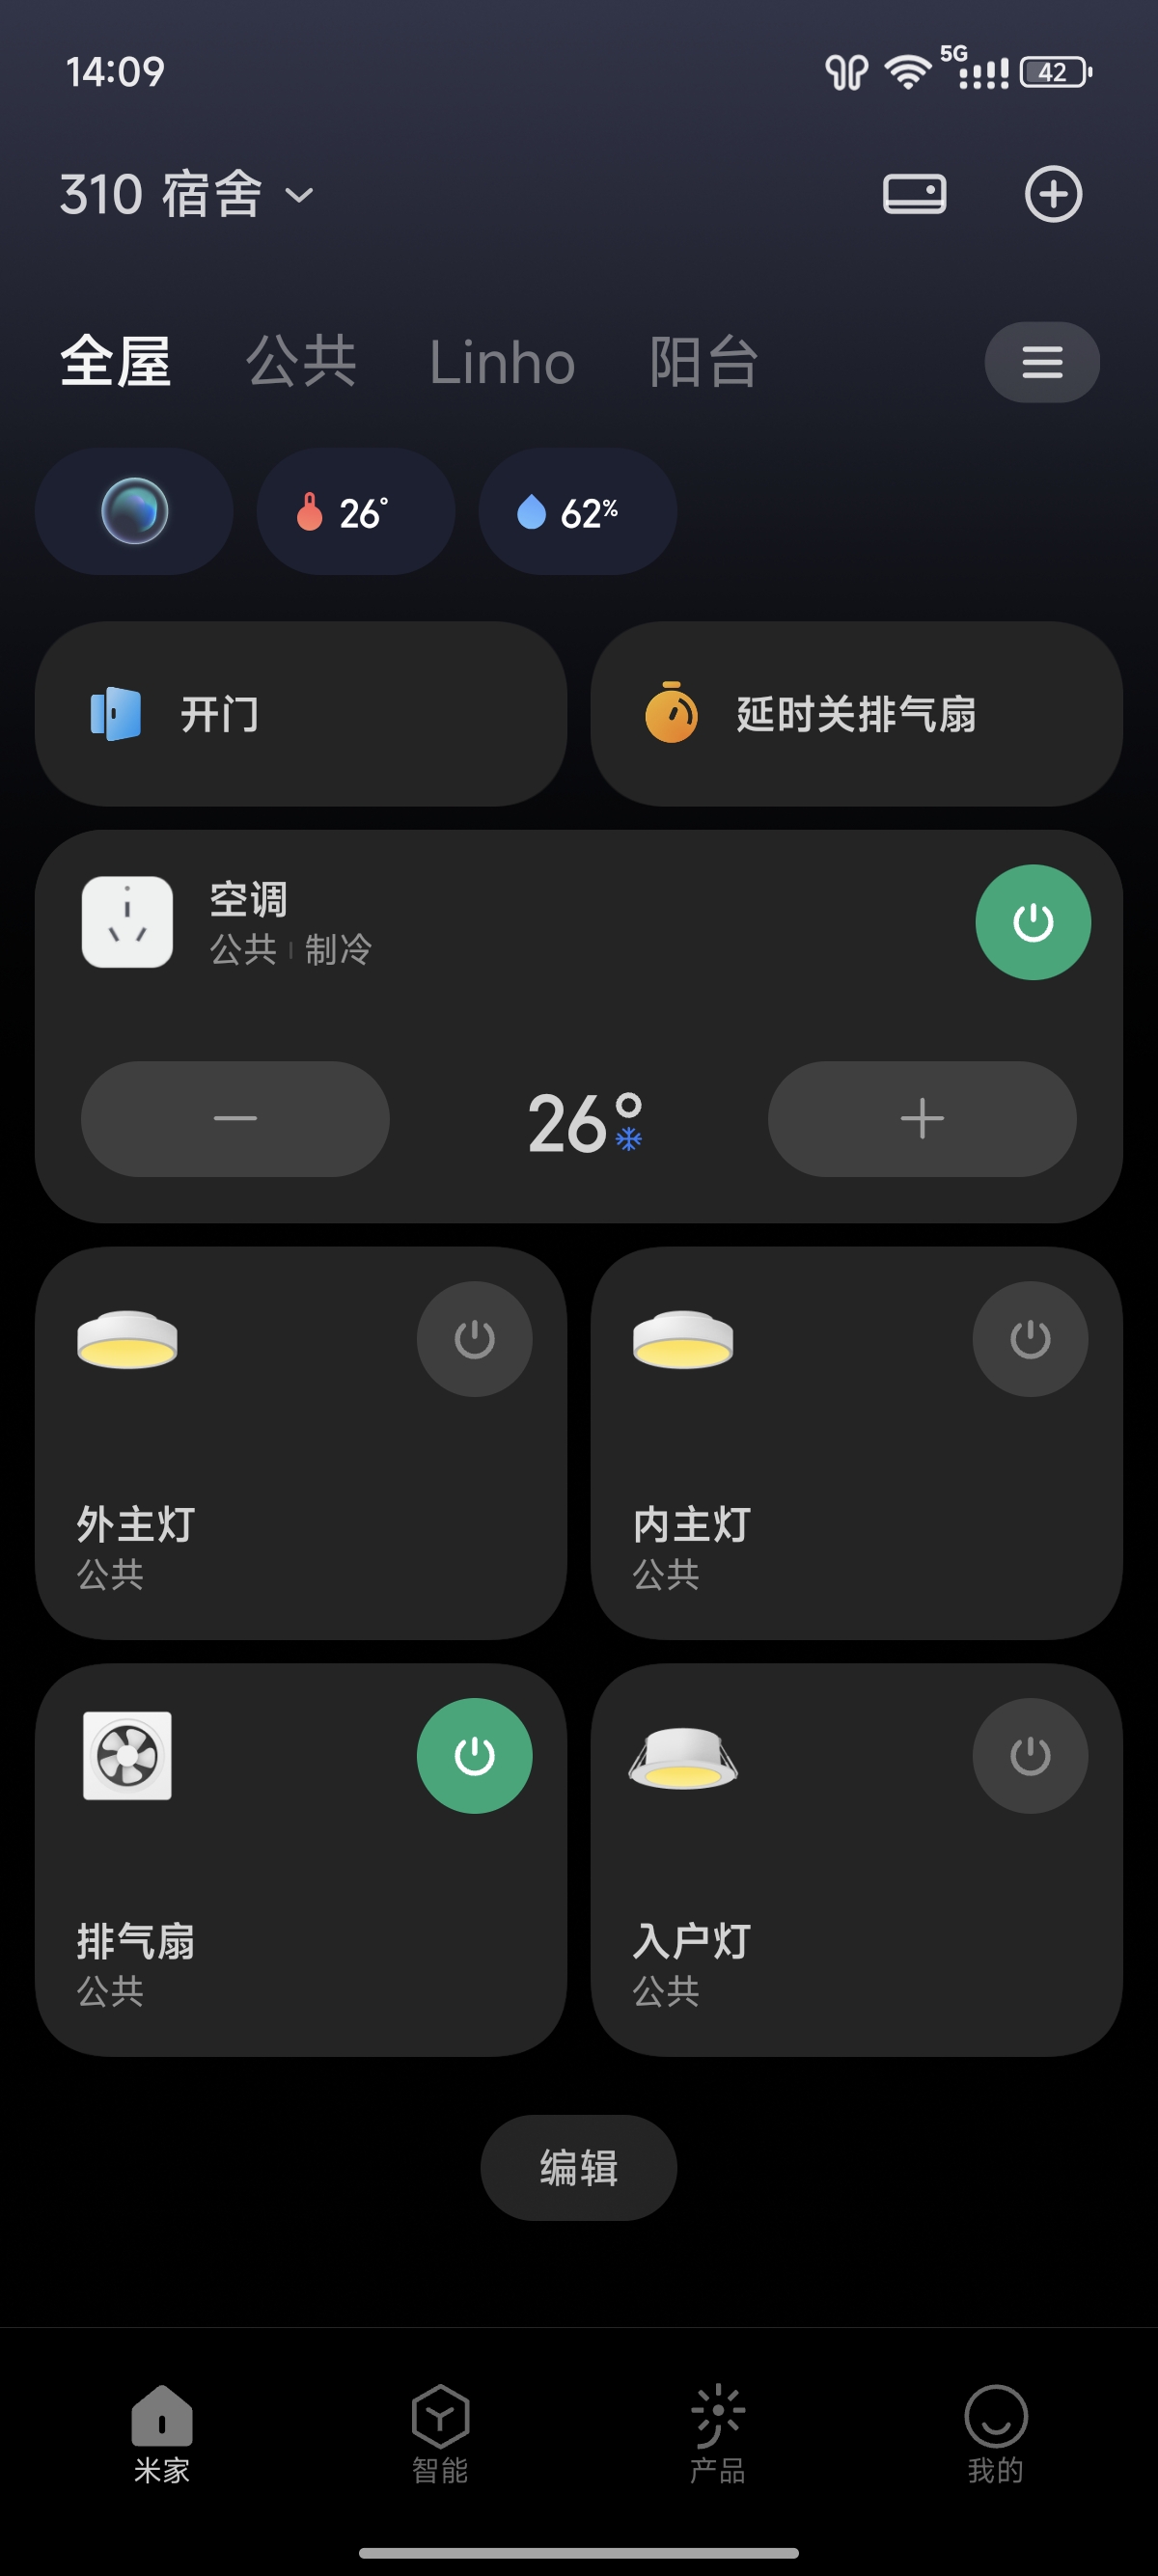 14:09
5G
42
310 宿舍
全屋 公共 Linho 阳台
26° 62%
开门 延时关排气扇
空调
公共 | 制冷
26°
外主灯 内主灯
公共 公共
排气扇 入户灯
公共 公共
编辑
米家 智能 产品 我的